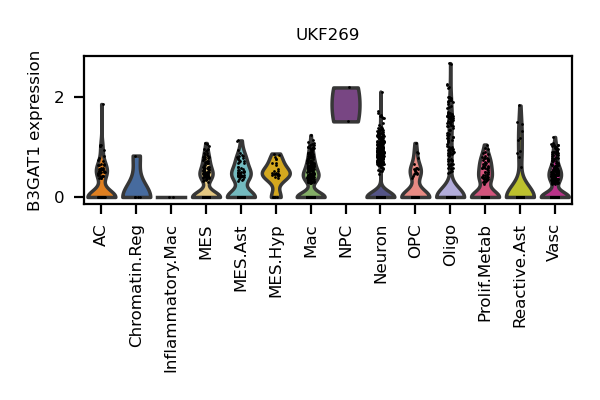 UKF269
B3GAT1 expression
2
0
AC
Chromatin.Reg
Inflammatory.Mac
MES
MES.Ast
MES.Hyp
Mac
NPC
Neuron
OPC
Oligo
Prolif.Metab
Reactive.Ast
Vasc